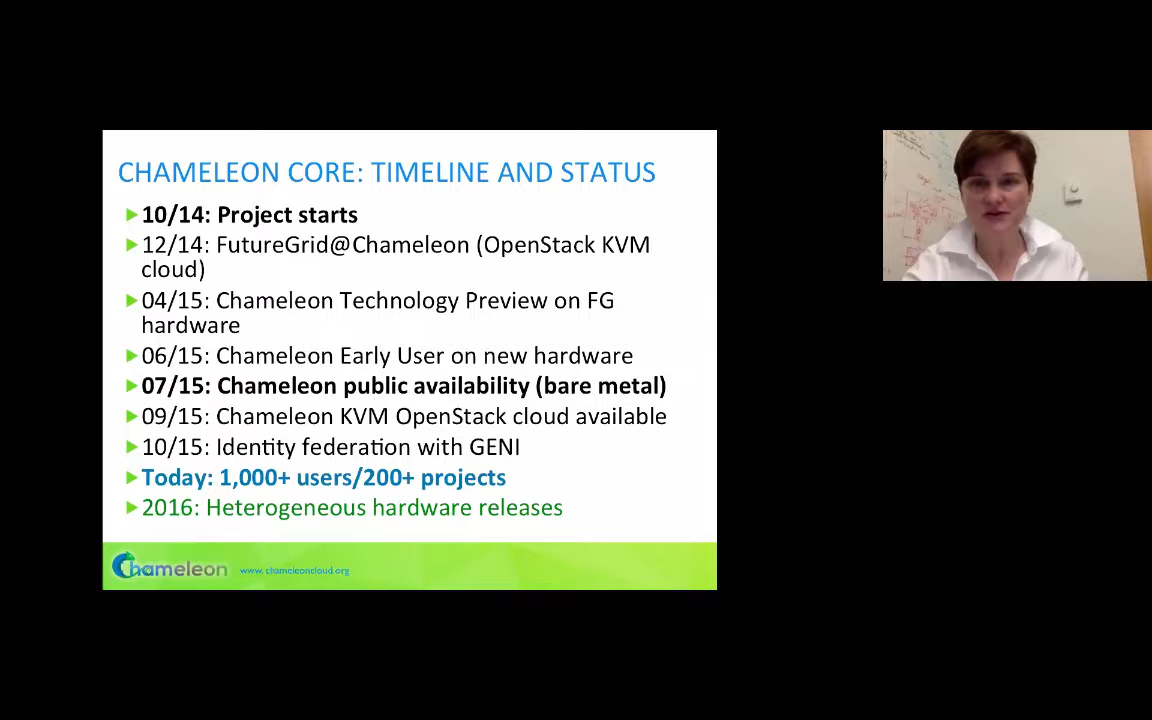 CHAMELEON CORE: TIMELINE AND STATUS
10/14: Project starts
12/14: FutureGrid@Chameleon (OpenStack KVM
cloud)
04/15: Chameleon Technology Preview on FG
hardware
06/15: Chameleon Early User on new hardware
07/15: Chameleon public availability (bare metal)
09/15: Chameleon KVM OpenStack cloud available
10/15: Identity federation with GENI
Today: 1,000+ users/200+ projects
2016: Heterogeneous hardware releases
Chameleon www.chameleoncloud.org